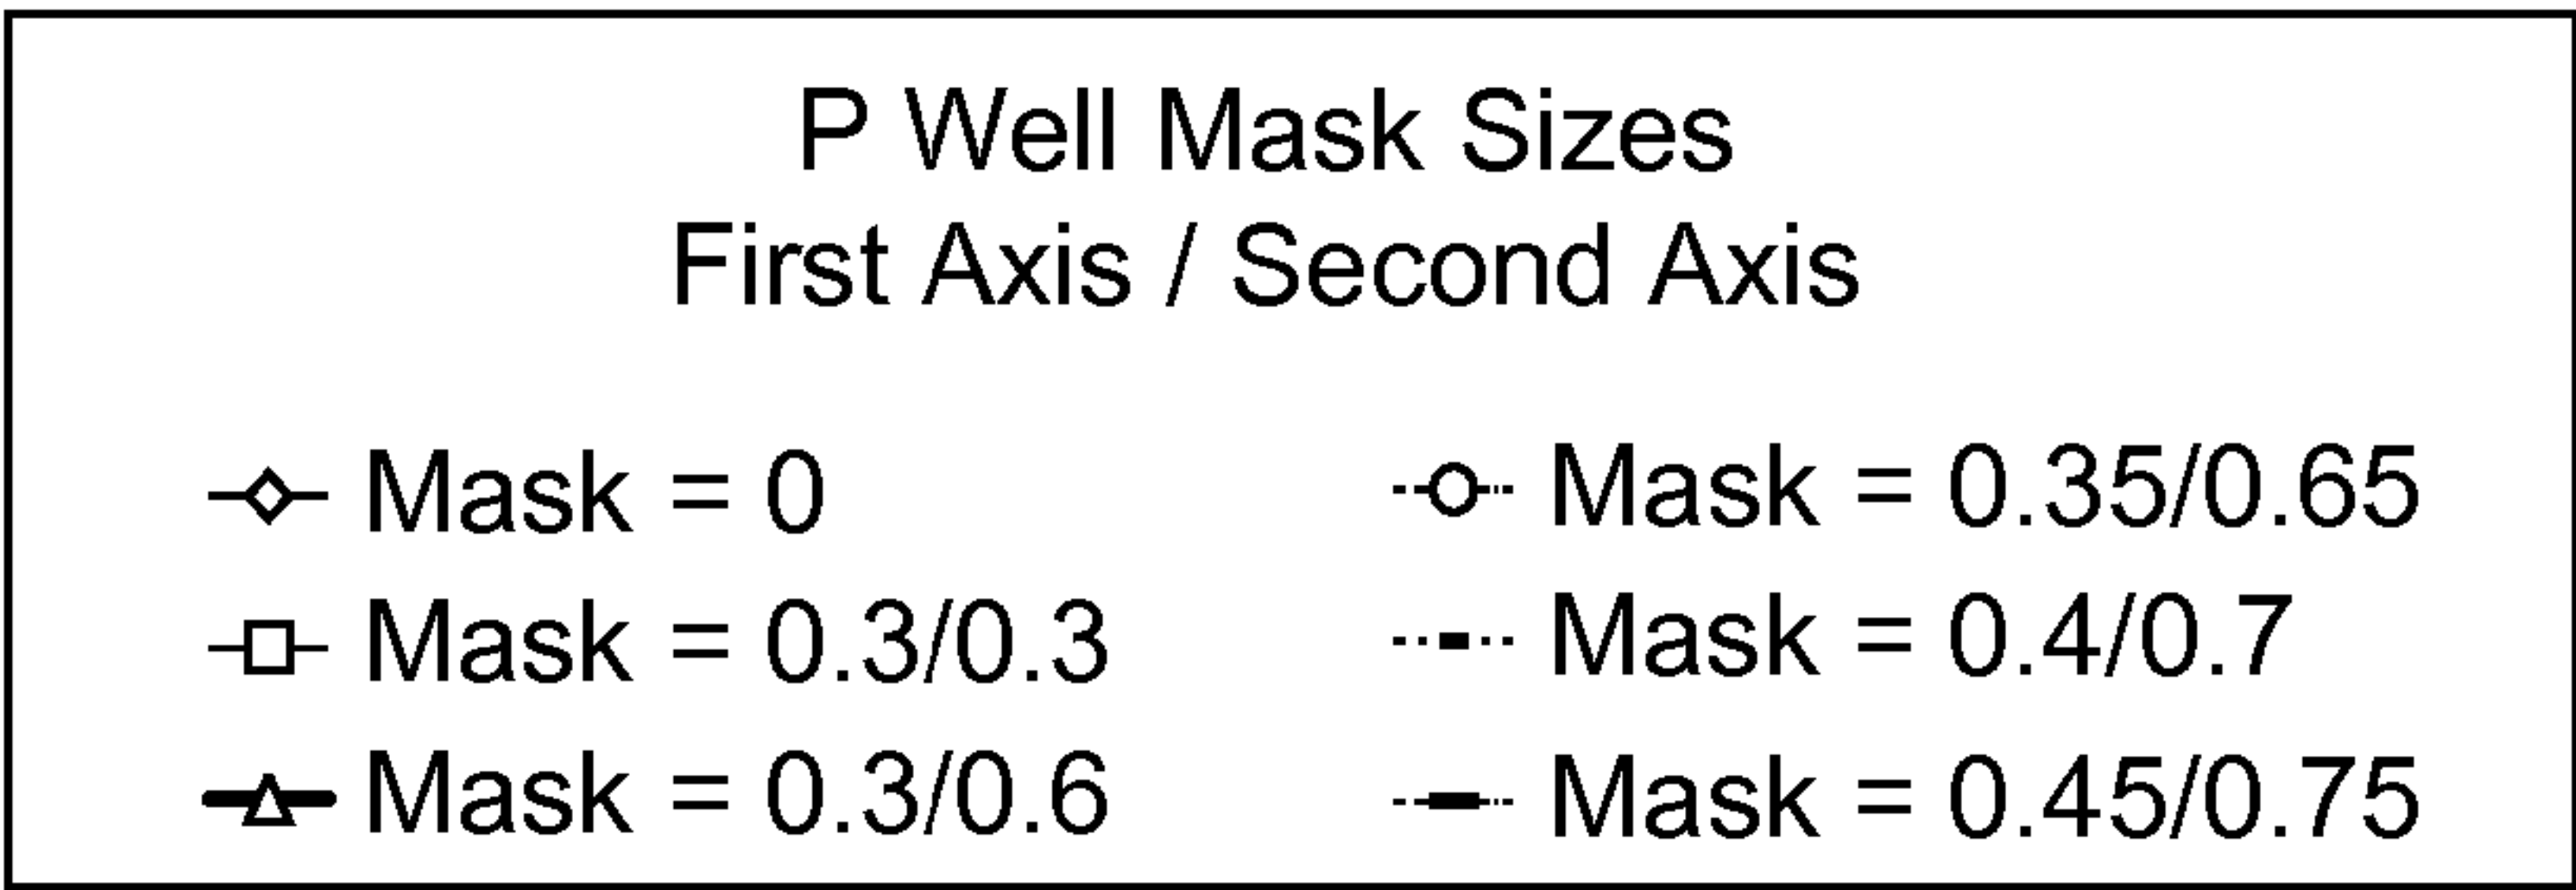 P Well Mask Sizes
First Axis / Second Axis
Mask = 0
Mask = 0.3/0.3
Mask = 0.3/0.6
Mask = 0.35/0.65
Mask = 0.4/0.7
Mask = 0.45/0.75